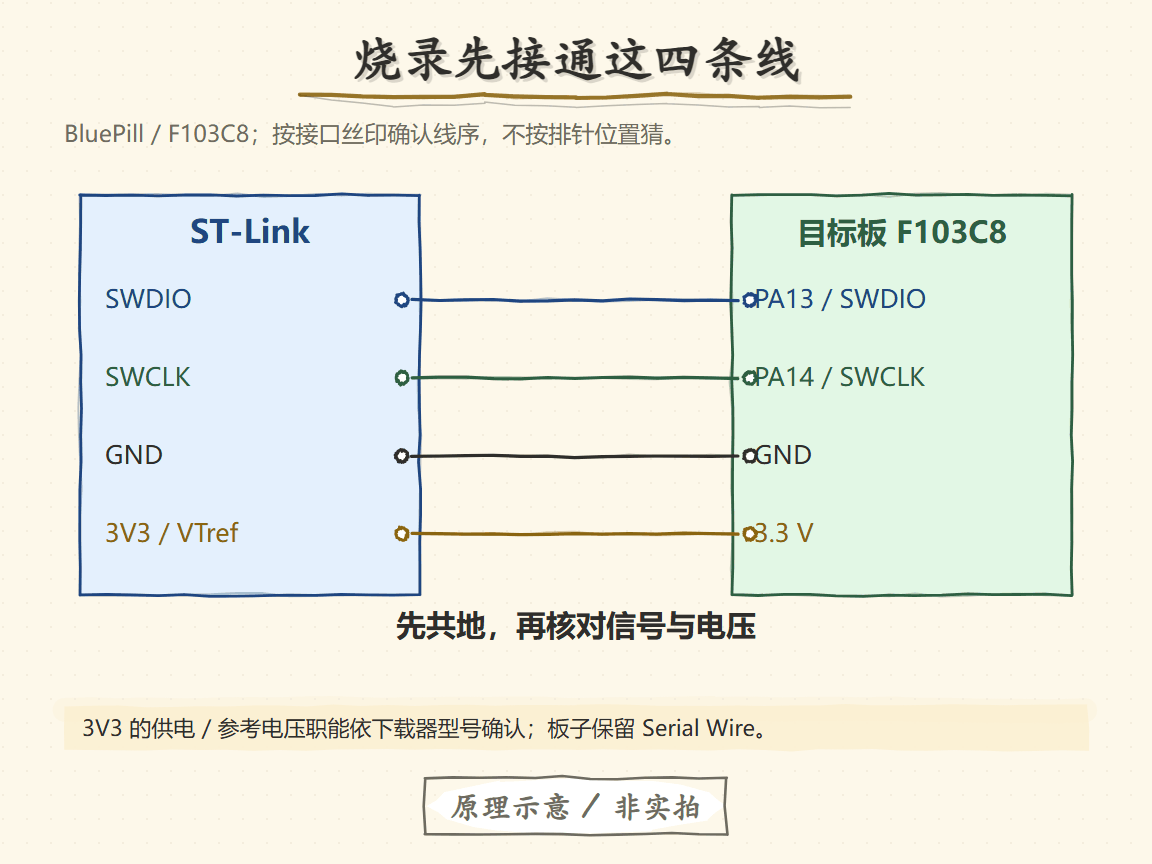 烧录先接通这四条线
BluePill / F103C8；按接口丝印确认线序，不按排针位置猜。
ST-Link
目标板 F103C8
SWDIO
PA13 / SWDIO
SWCLK
PA14 / SWCLK
GND
GND
3V3 / VTref
3.3 V
先共地，再核对信号与电压
3V3 的供电 / 参考电压职能依下载器型号确认；板子保留 Serial Wire。
原理示意 / 非实拍